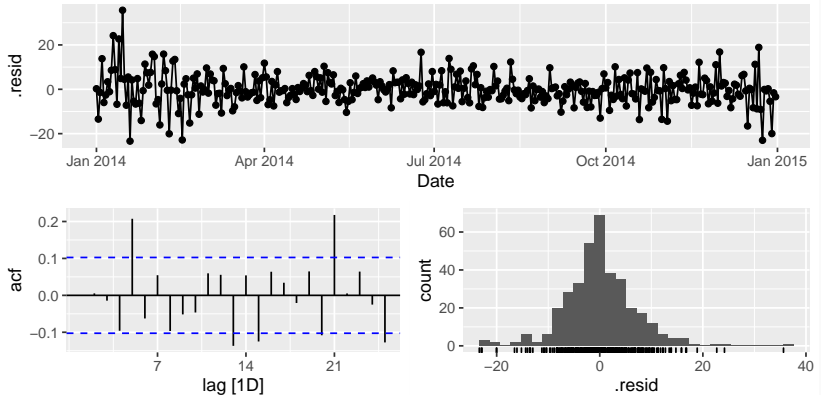 .resid
20
0
−20
Jan 2014
Apr 2014
Jul 2014
Oct 2014
Jan 2015
Date
acf
0.2
0.1
0.0
−0.1
7
14
21
lag [1D]
count
60
40
20
0
−20
0
20
40
.resid